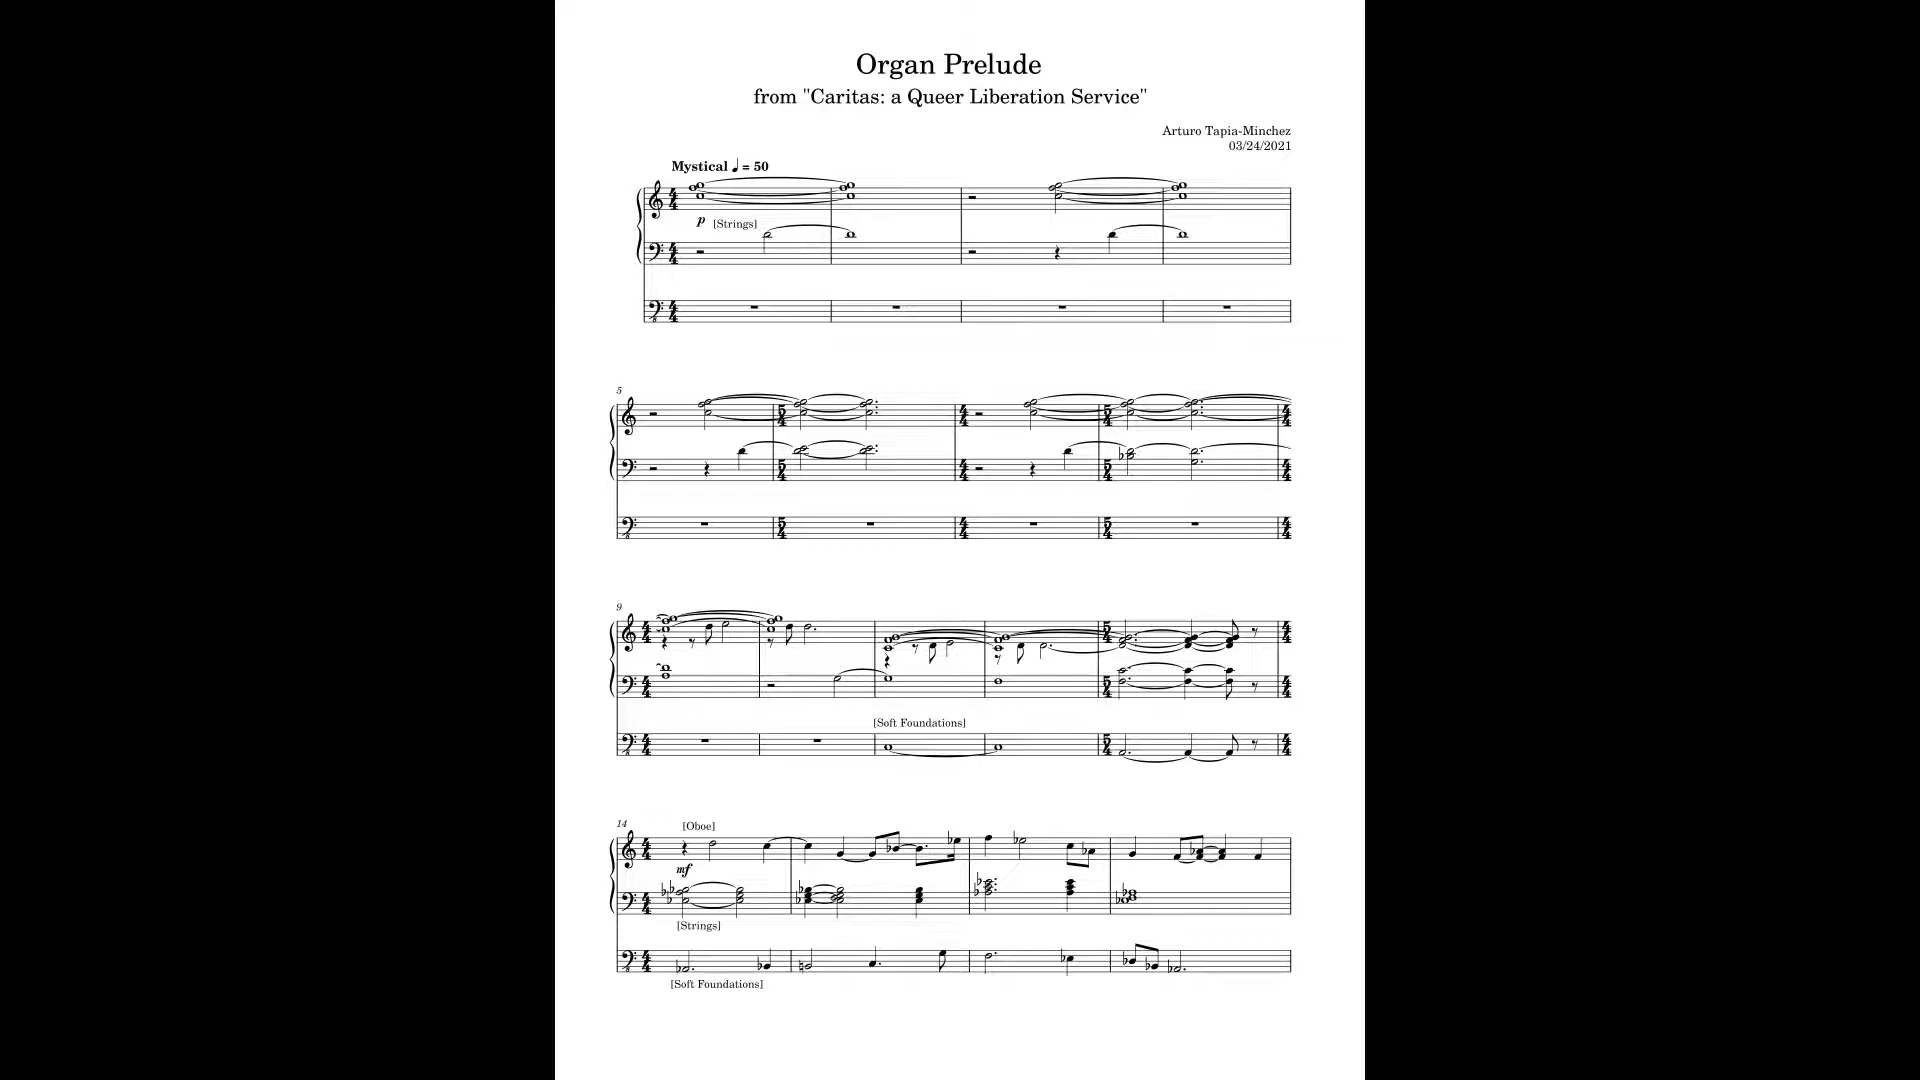 Organ Prelude
from "Caritas: a Queer Liberation Service"
Arturo Tapia-Minchez
03/24/2021
Mystical ♩ = 50
p [Strings]
5
9
[Soft Foundations]
14
[Oboe]
mf
[Strings]
[Soft Foundations]